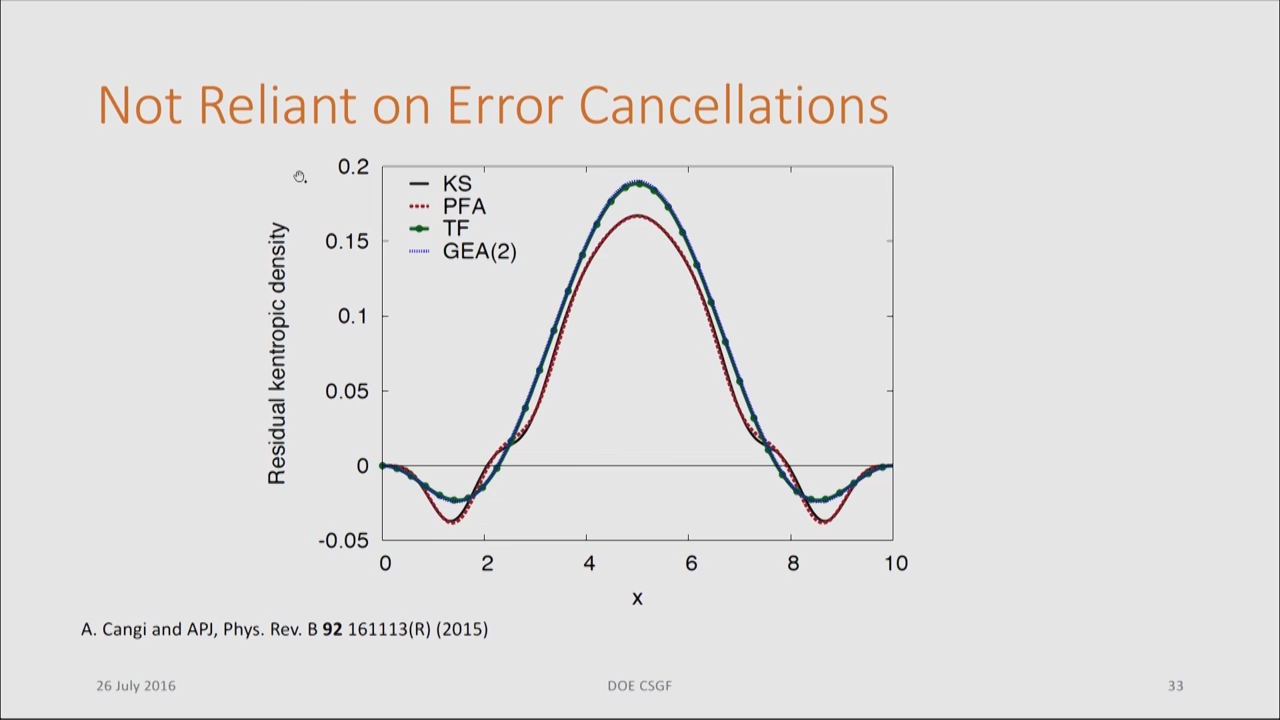 Not Reliant on Error Cancellations
0.2
0.15
0.1
0.05
0
-0.05
Residual kentropic density
KS
PFA
TF
GEA(2)
0 2 4 6 8 10
x
A. Cangi and APJ, Phys. Rev. B 92 161113(R) (2015)
26 July 2016
DOE CSGF
33